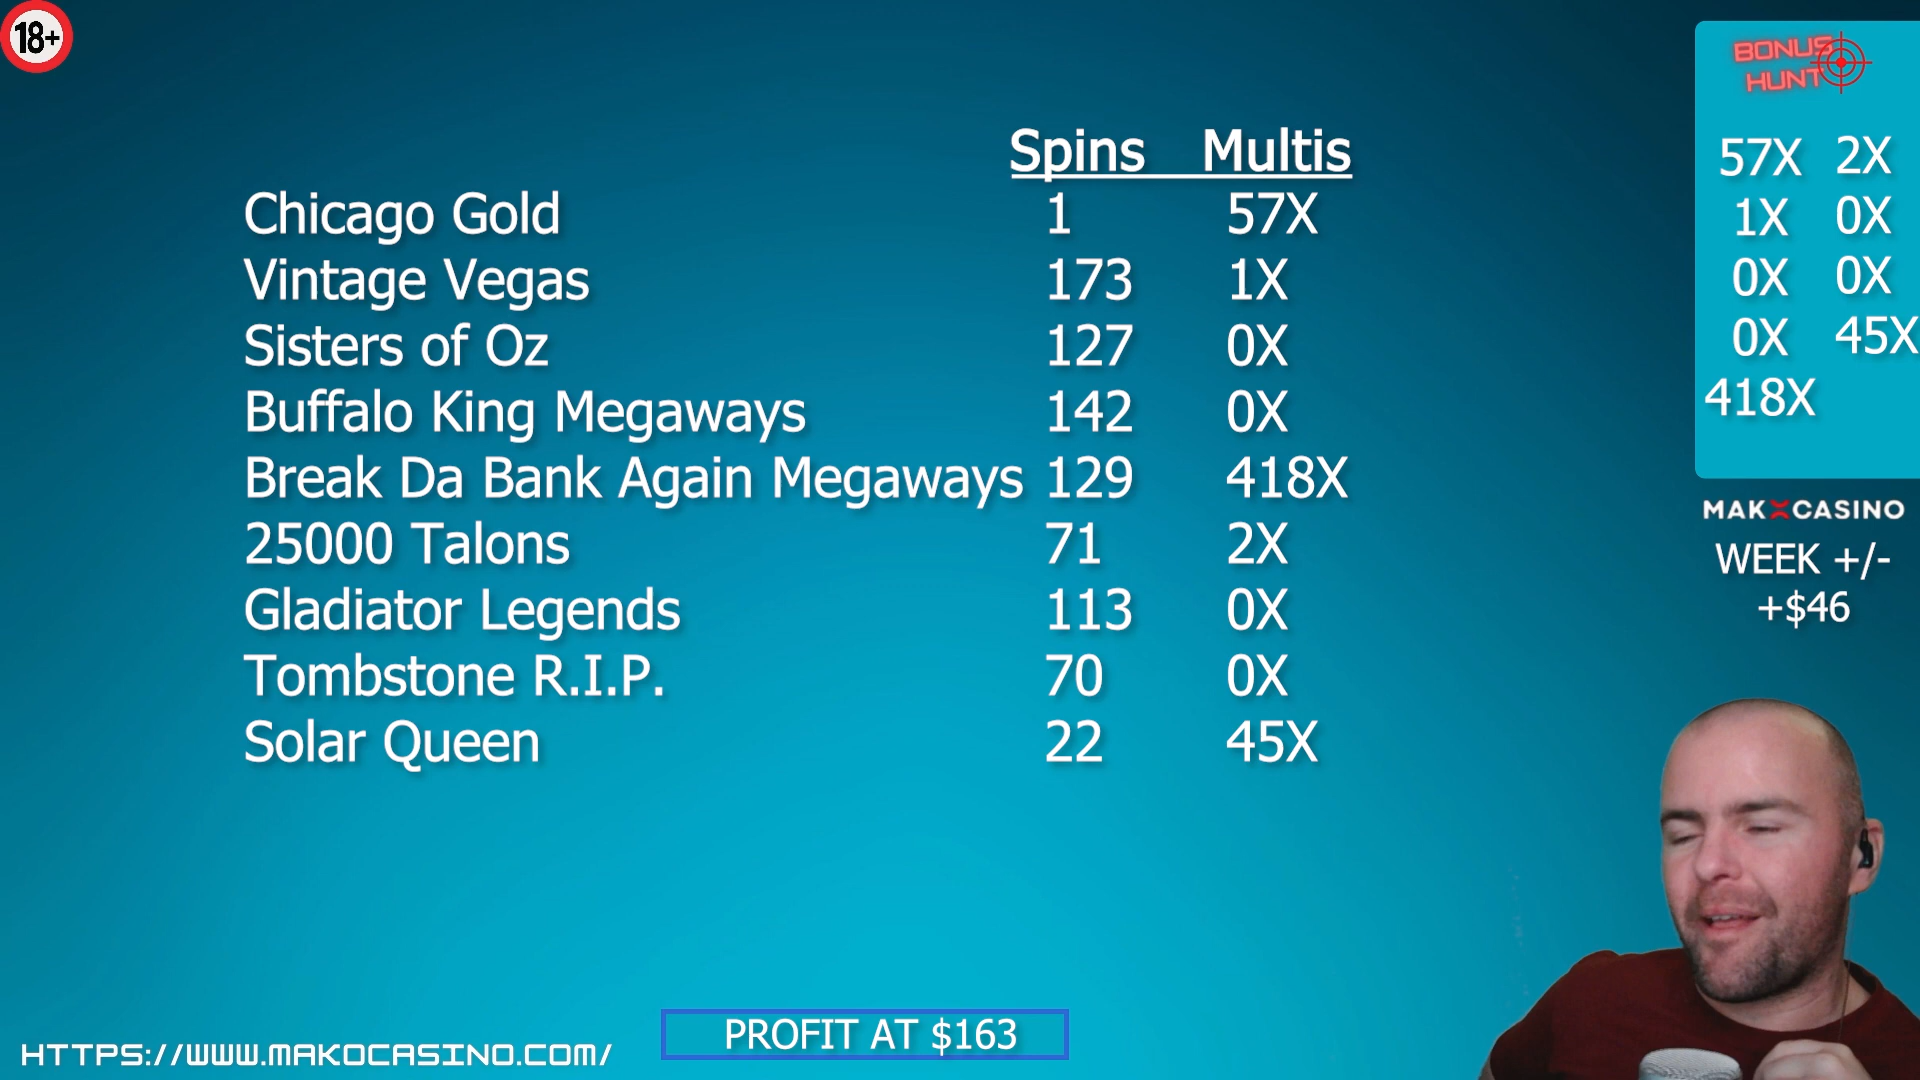 18+
Spins Multis
Chicago Gold 1 57X
Vintage Vegas 173 1X
Sisters of Oz 127 0X
Buffalo King Megaways 142 0X
Break Da Bank Again Megaways 129 418X
25000 Talons 71 2X
Gladiator Legends 113 0X
Tombstone R.I.P. 70 0X
Solar Queen 22 45X
BONUS
HUNT
57X 2X
1X 0X
0X 0X
0X 45X
418X
MAKOCASINO
WEEK +/-
+$46
PROFIT AT $163
HTTPS://WWW.MAKOCASINO.COM/